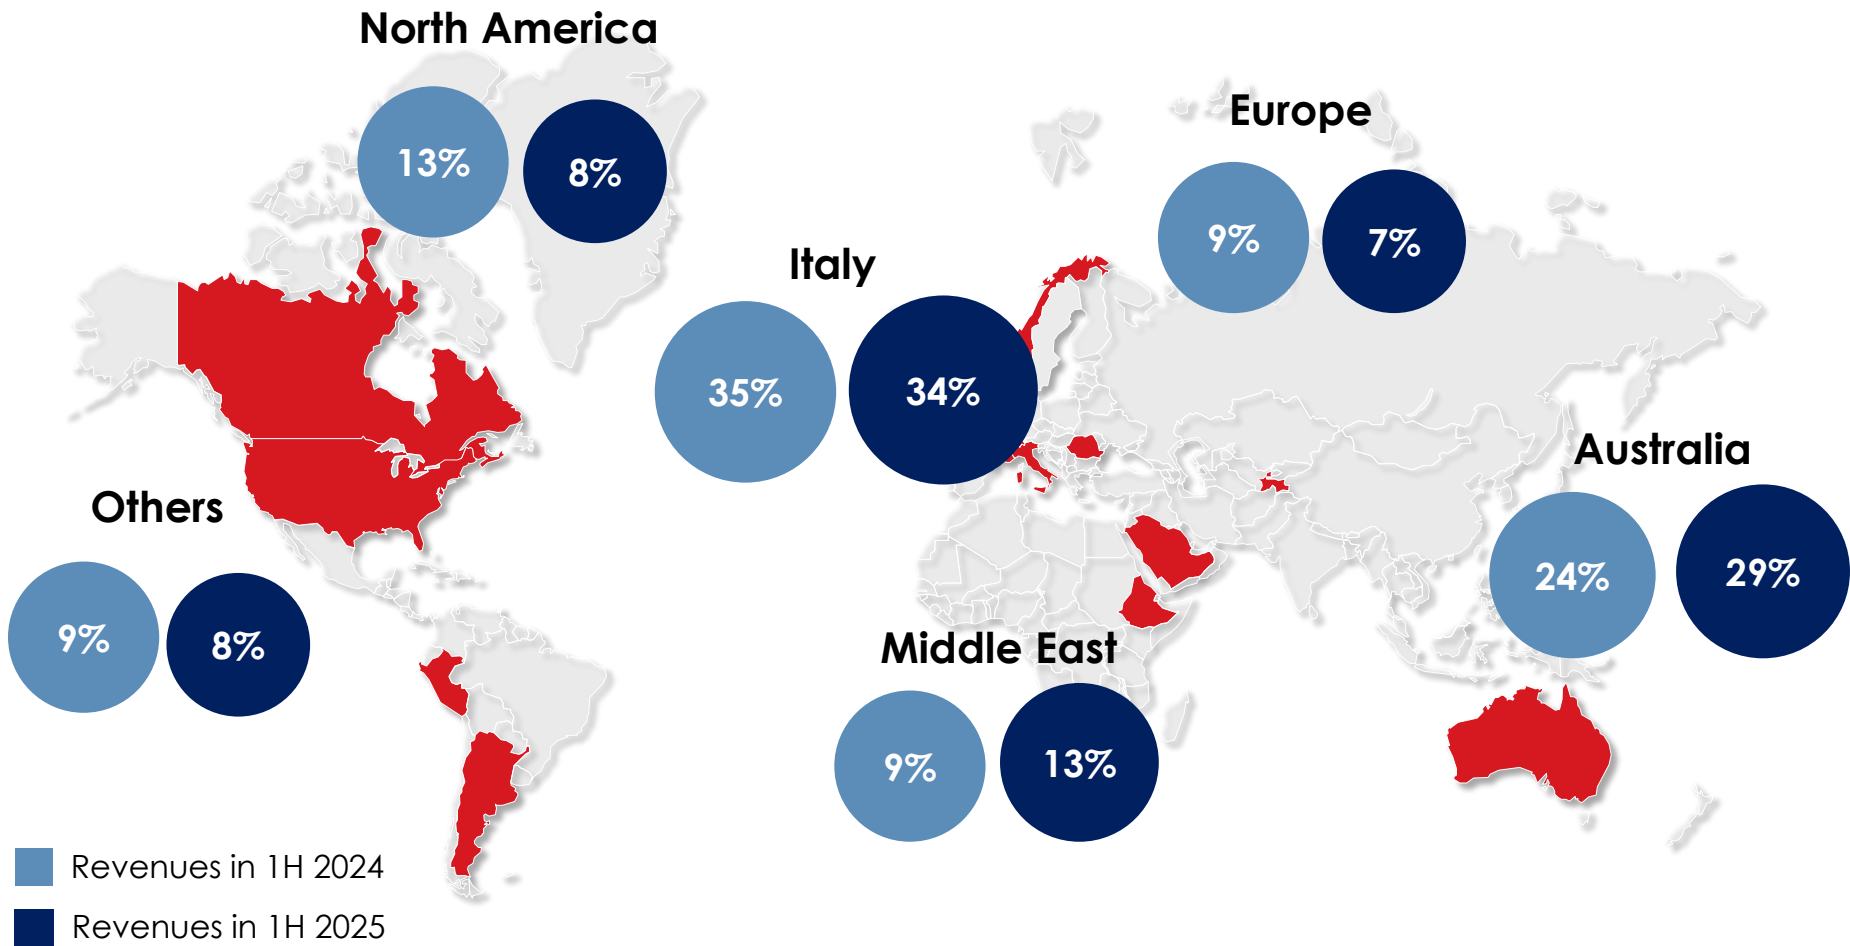 North America
13%
8%
Europe
9%
7%
Italy
35%
34%
Australia
24%
29%
Others
9%
8%
Middle East
9%
13%
Revenues in 1H 2024
Revenues in 1H 2025